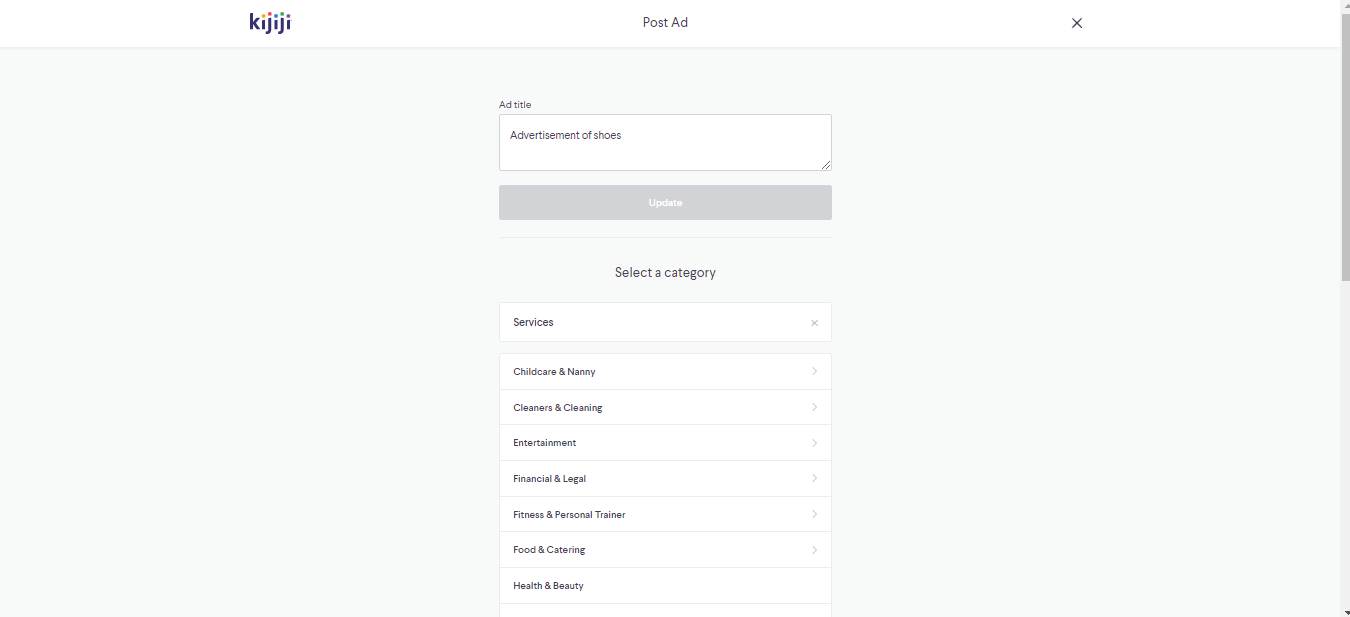 kijiji
Post Ad
Ad title
Advertisement of shoes
Update
Select a category
Services
Childcare & Nanny
Cleaners & Cleaning
Entertainment
Financial & Legal
Fitness & Personal Trainer
Food & Catering
Health & Beauty